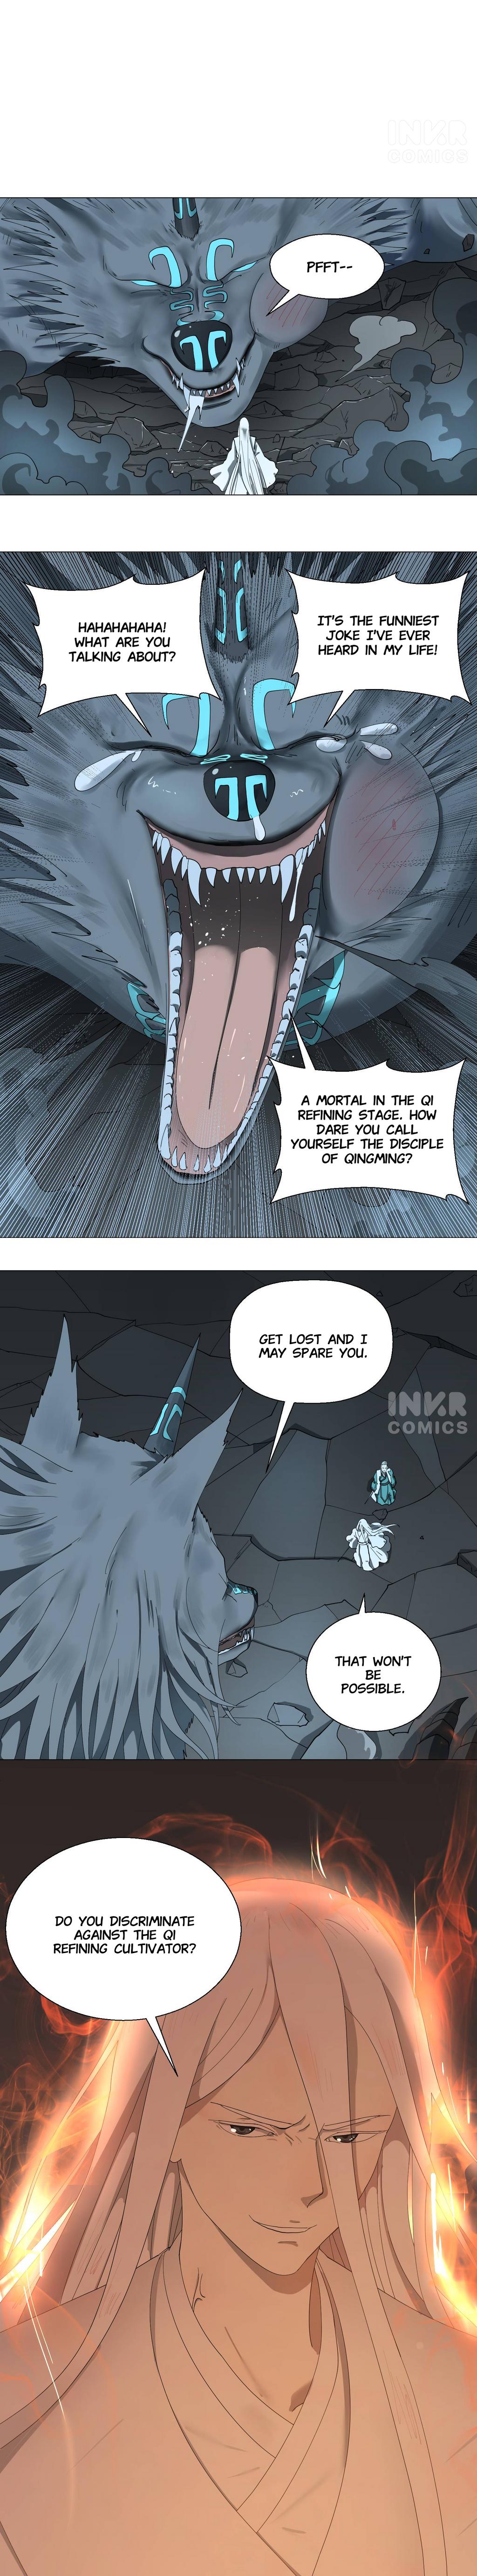 INKR
COMICS
PFFT--
HAHAHAHAHA!
WHAT ARE YOU
TALKING ABOUT?
IT'S THE FUNNIEST
JOKE I'VE EVER
HEARD IN MY LIFE!
A MORTAL IN THE QI
REFINING STAGE. HOW
DARE YOU CALL
YOURSELF THE DISCIPLE
OF QINGMING?
GET LOST AND I
MAY SPARE YOU.
INKR
COMICS
THAT WON'T
BE
POSSIBLE.
DO YOU DISCRIMINATE
AGAINST THE QI
REFINING CULTIVATOR?